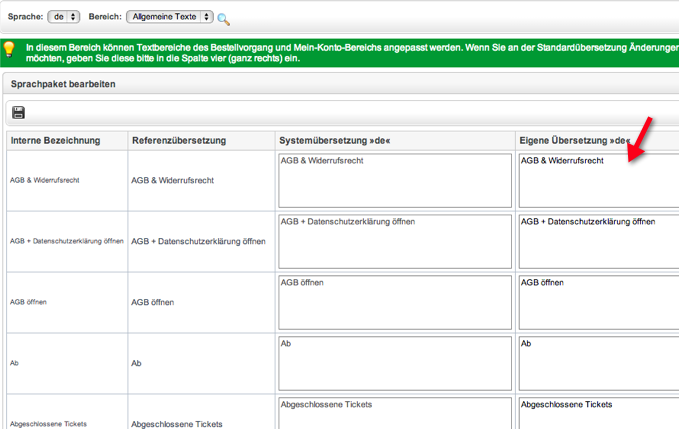 Sprache: de Bereich: Allgemeine Texte
In diesem Bereich können Textbereiche des Bestellvorgang und Mein-Konto-Bereichs angepasst werden. Wenn Sie an der Standardübersetzung Änderungen
möchten, geben Sie diese bitte in die Spalte vier (ganz rechts) ein.
Sprachpaket bearbeiten
Interne Bezeichnung Referenzübersetzung Systemübersetzung »de« Eigene Übersetzung »de«
AGB & Widerrufsrecht AGB & Widerrufsrecht AGB & Widerrufsrecht AGB & Widerrufsrecht
AGB + Datenschutzerklärung öffnen AGB + Datenschutzerklärung öffnen AGB + Datenschutzerklärung öffnen AGB + Datenschutzerklärung öffnen
AGB öffnen AGB öffnen AGB öffnen AGB öffnen
Ab Ab Ab Ab
Abgeschlossene Tickets Abgeschlossene Tickets Abgeschlossene Tickets Abgeschlossene Tickets